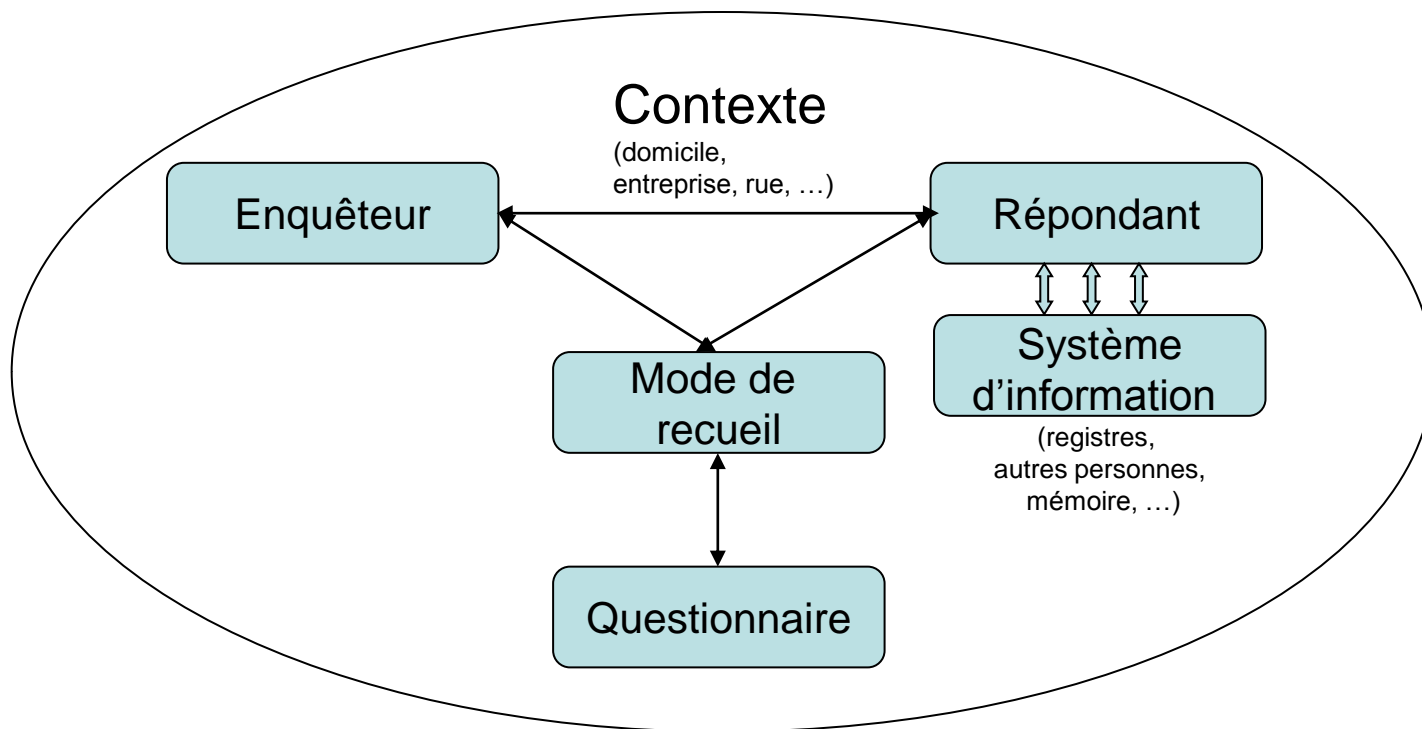 Contexte
(domicile,
entreprise, rue, …)
Enquêteur
Répondant
Système
d’information
(registres,
autres personnes,
mémoire, …)
Mode de
recueil
Questionnaire